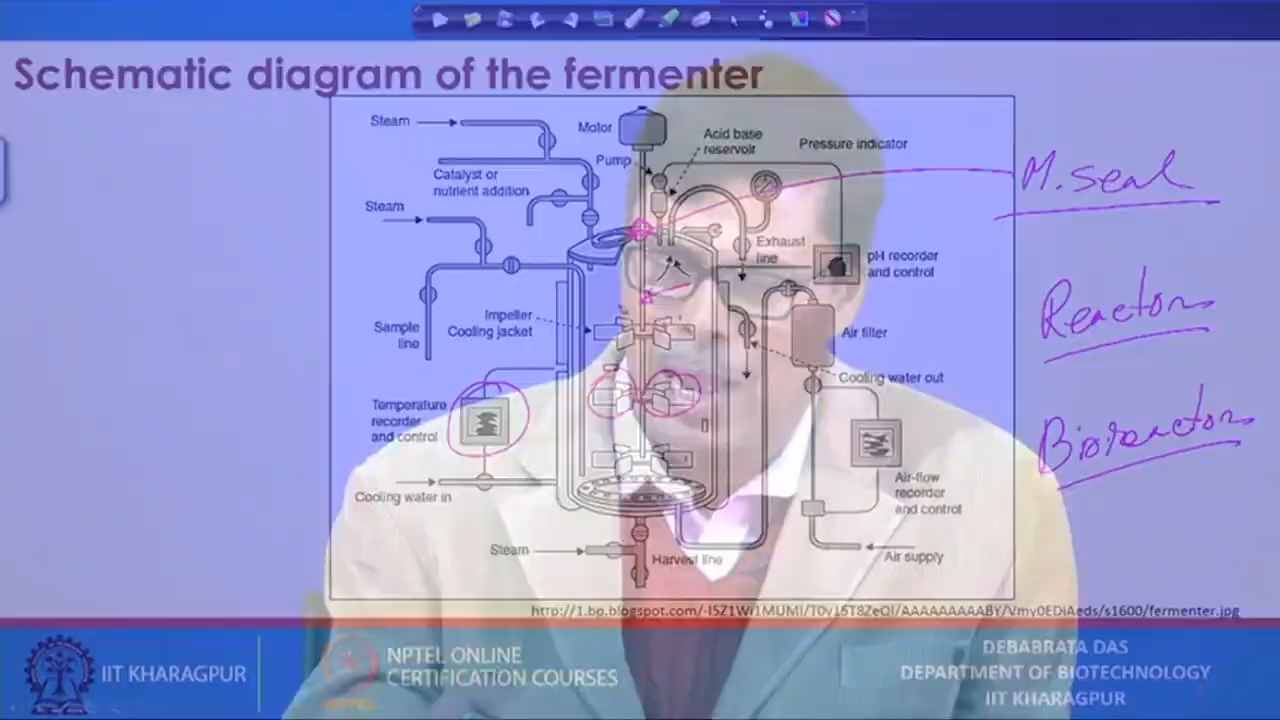 Schematic diagram of the fermenter
Steam
Motor
Acid base
reservoir
Pressure indicator
Pump
Catalyst or
nutrient addition
M. seal
Steam
Exhaust
line
pH recorder
and control
Impeller
Cooling jacket
Sample
line
Reactors
Air filter
Cooling water out
Temperature
recorder
and control
Bioreactors
Cooling water in
Air-flow
recorder
and control
Steam
Harvest line
Air supply
IIT KHARAGPUR
NPTEL ONLINE
CERTIFICATION COURSES
DEBABRATA DAS
DEPARTMENT OF BIOTECHNOLOGY
IIT KHARAGPUR